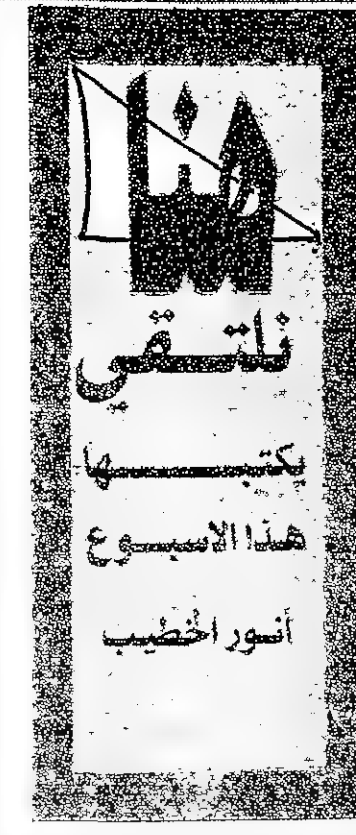 هنا
نلتقي
يكتبها
هذا الاسبوع
أنور الخطيب